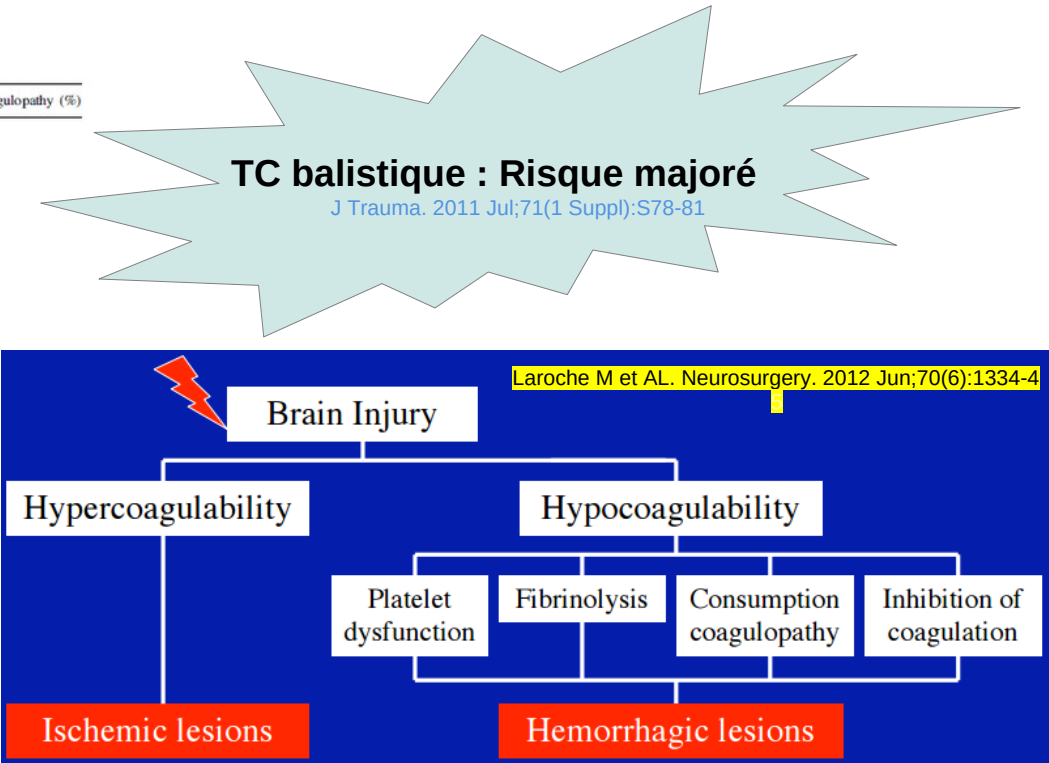 gulopathy (%)
TC balistique : Risque majoré
J Trauma. 2011 Jul;71(1 Suppl):S78-81
Laroche M et AL. Neurosurgery. 2012 Jun;70(6):1334-4
Brain Injury
Hypercoagulability
Hypocoagulability
Platelet
dysfunction
Fibrinolysis
Consumption
coagulopathy
Inhibition of
coagulation
Ischemic lesions
Hemorrhagic lesions